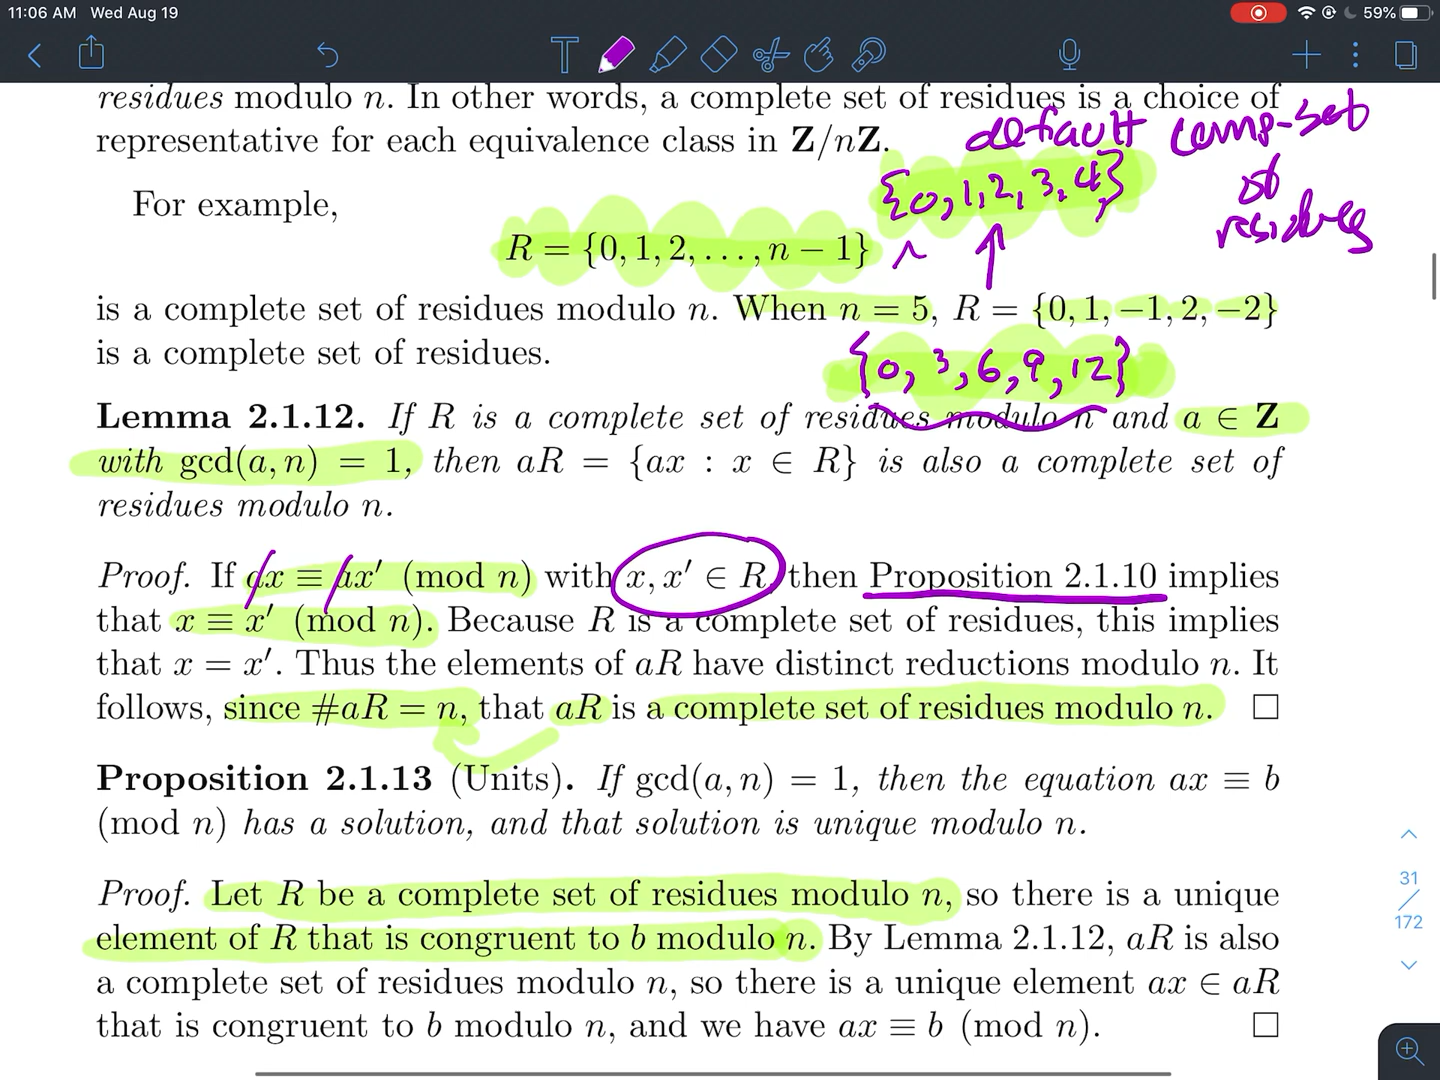 11:06 AM Wed Aug 19
59%
residues modulo n. In other words, a complete set of residues is a choice of
representative for each equivalence class in Z/nZ.
default comp-set
of
residues
{0, 1, 2, 3, 4}
For example,
R = {0, 1, 2, . . . , n − 1}
is a complete set of residues modulo n. When n = 5, R = {0, 1, −1, 2, −2}
is a complete set of residues.
{0, 3, 6, 9, 12}
Lemma 2.1.12. If R is a complete set of residues modulo n and a ∈ Z
with gcd(a, n) = 1, then aR = {ax : x ∈ R} is also a complete set of
residues modulo n.
Proof. If ax ≡ ax′ (mod n) with x, x′ ∈ R, then Proposition 2.1.10 implies
that x ≡ x′ (mod n). Because R is a complete set of residues, this implies
that x = x′. Thus the elements of aR have distinct reductions modulo n. It
follows, since #aR = n, that aR is a complete set of residues modulo n. □
Proposition 2.1.13 (Units). If gcd(a, n) = 1, then the equation ax ≡ b
(mod n) has a solution, and that solution is unique modulo n.
Proof. Let R be a complete set of residues modulo n, so there is a unique
element of R that is congruent to b modulo n. By Lemma 2.1.12, aR is also
a complete set of residues modulo n, so there is a unique element ax ∈ aR
that is congruent to b modulo n, and we have ax ≡ b (mod n). □
31
/
172